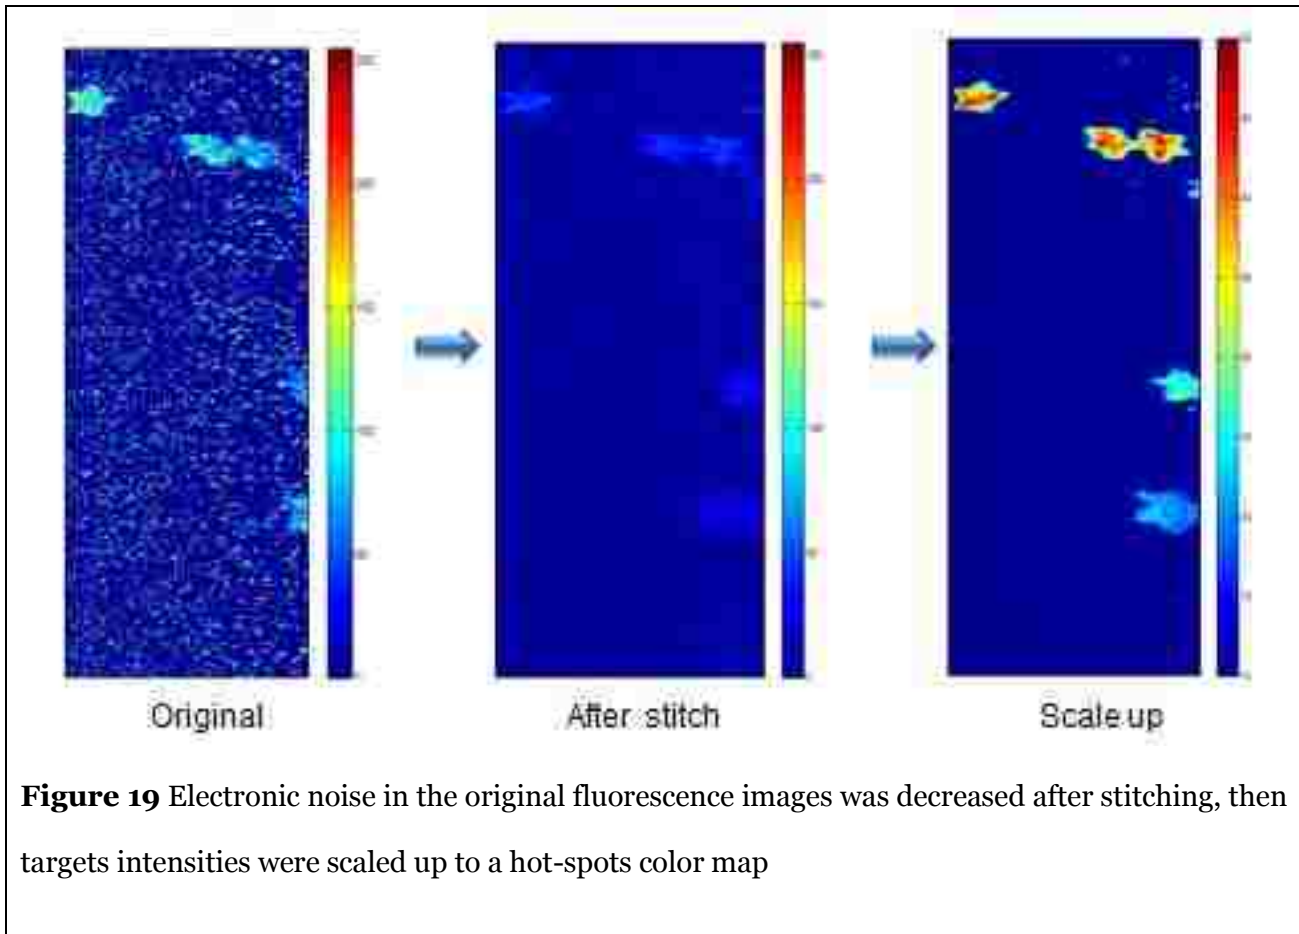 Original
After stitch
Scale up
Figure 19 Electronic noise in the original fluorescence images was decreased after stitching, then
targets intensities were scaled up to a hot-spots color map